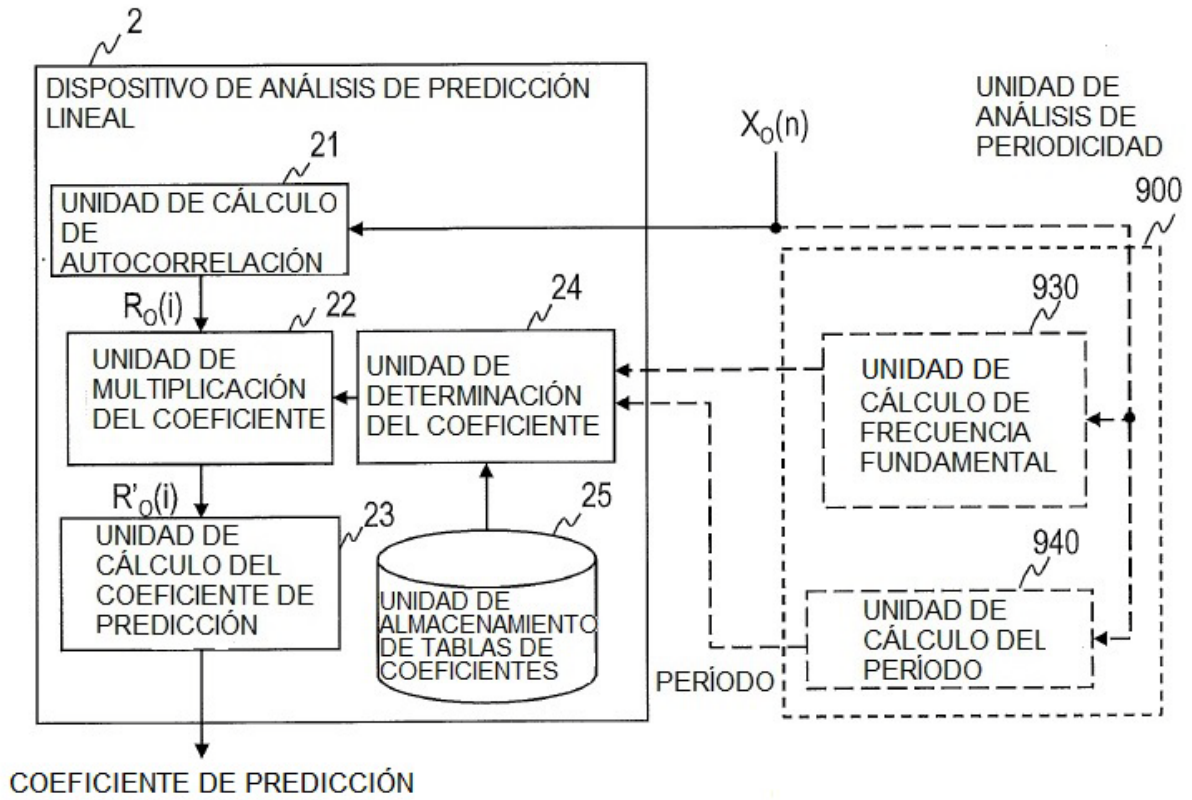 2
DISPOSITIVO DE ANÁLISIS DE PREDICCIÓN
LINEAL
21
UNIDAD DE CÁLCULO
DE
AUTOCORRELACIÓN
X_O(n)
UNIDAD DE
ANÁLISIS DE
PERIODICIDAD
900
R_O(i)
22
UNIDAD DE
MULTIPLICACIÓN
DEL COEFICIENTE
24
UNIDAD DE
DETERMINACIÓN
DEL COEFICIENTE
930
UNIDAD DE
CÁLCULO DE
FRECUENCIA
FUNDAMENTAL
R'_O(i)
23
UNIDAD DE
CÁLCULO DEL
COEFICIENTE DE
PREDICCIÓN
25
UNIDAD DE
ALMACENAMIENTO
DE TABLAS DE
COEFICIENTES
940
UNIDAD DE
CÁLCULO DEL
PERÍODO
PERÍODO
COEFICIENTE DE PREDICCIÓN